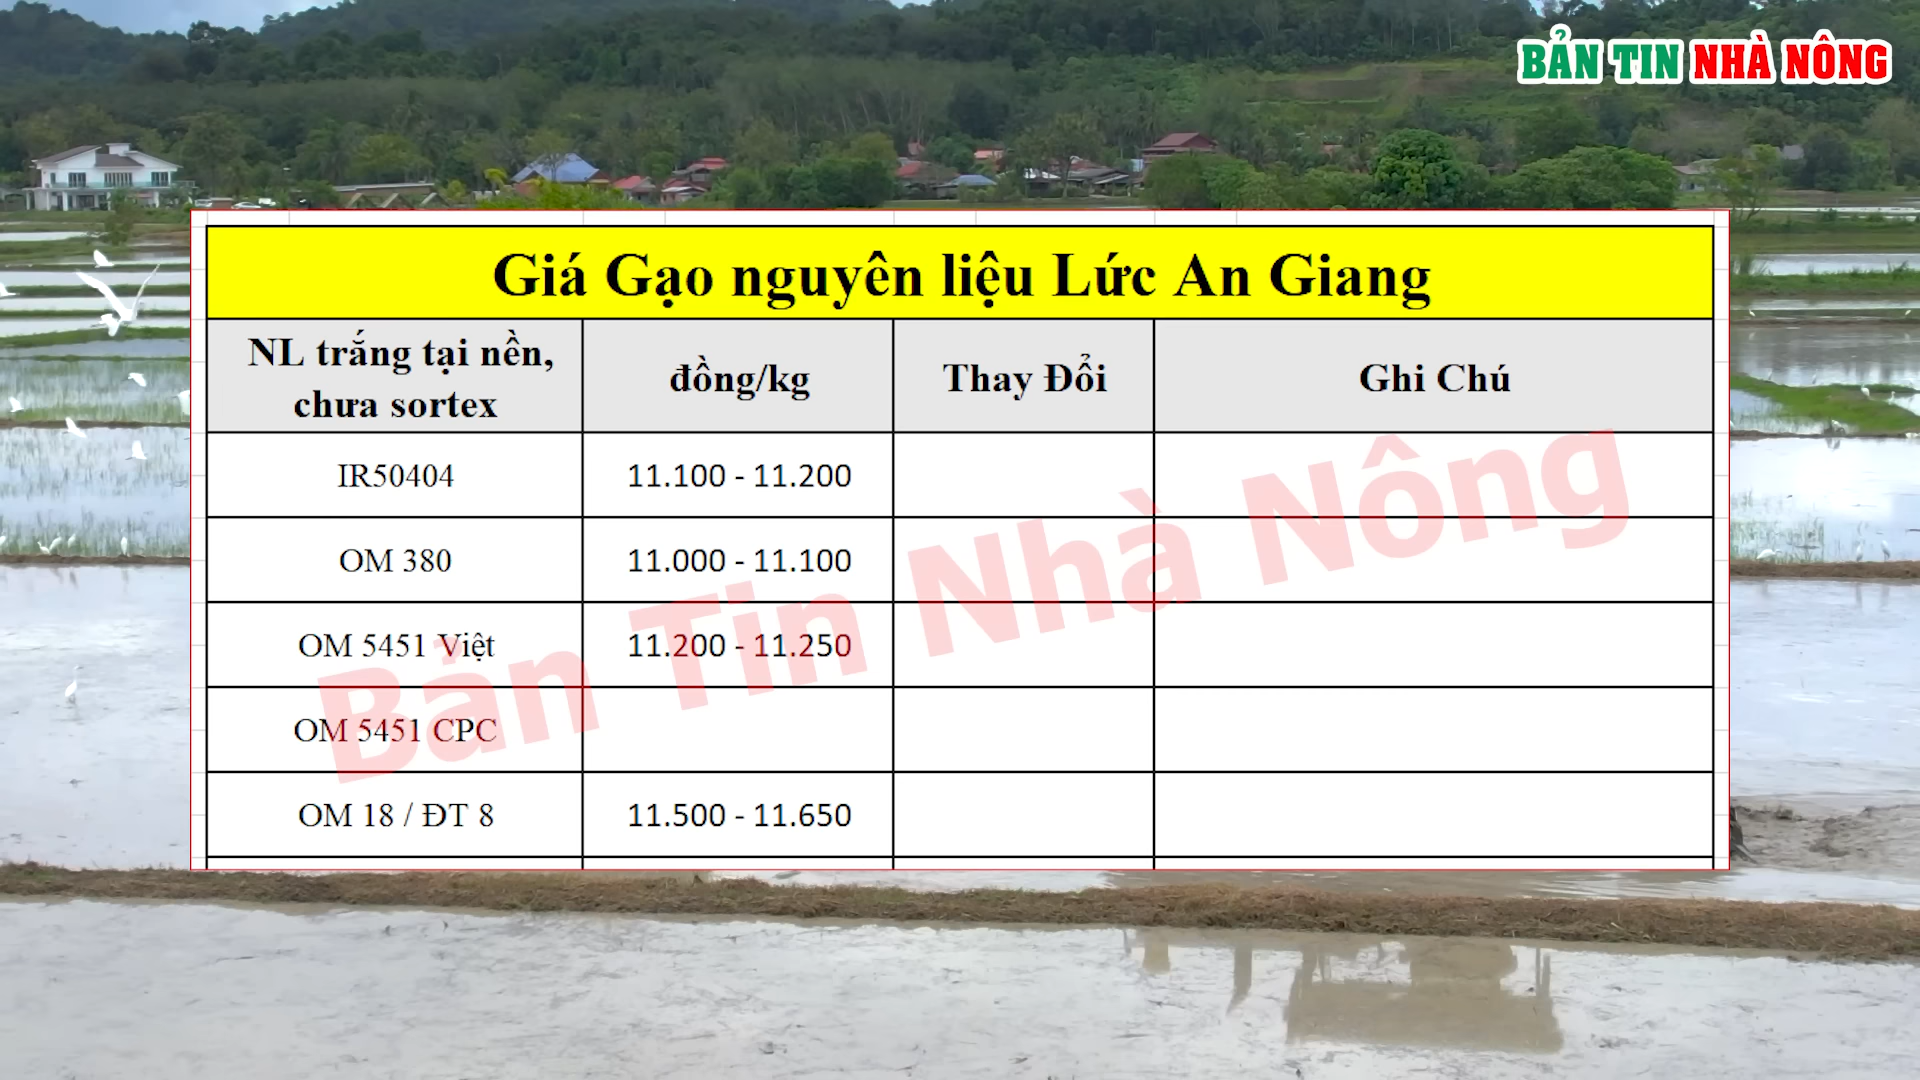 BẢN TIN NHÀ NÔNG
Giá Gạo nguyên liệu Lức An Giang
NL trắng tại nền,
chưa sortex
đồng/kg
Thay Đổi
Ghi Chú
IR50404
11.100 - 11.200
OM 380
11.000 - 11.100
OM 5451 Việt
11.200 - 11.250
OM 5451 CPC
OM 18 / ĐT 8
11.500 - 11.650
Bản Tin Nhà Nông